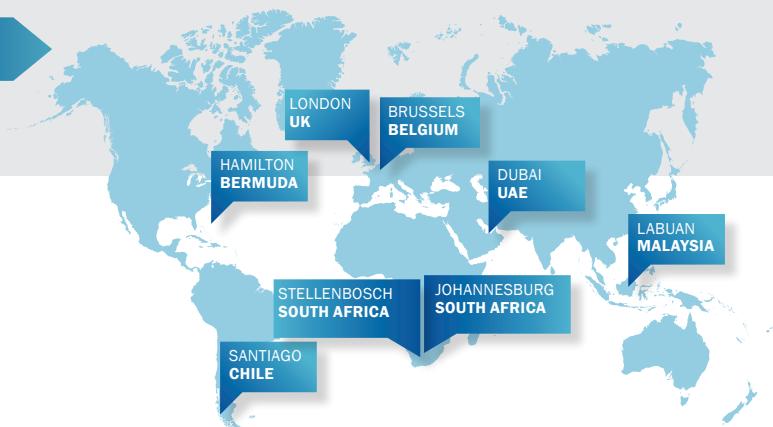 LONDON
UK
BRUSSELS
BELGIUM
HAMILTON
BERMUDA
DUBAI
UAE
LABUAN
MALAYSIA
STELLENBOSCH
SOUTH AFRICA
JOHANNESBURG
SOUTH AFRICA
SANTIAGO
CHILE